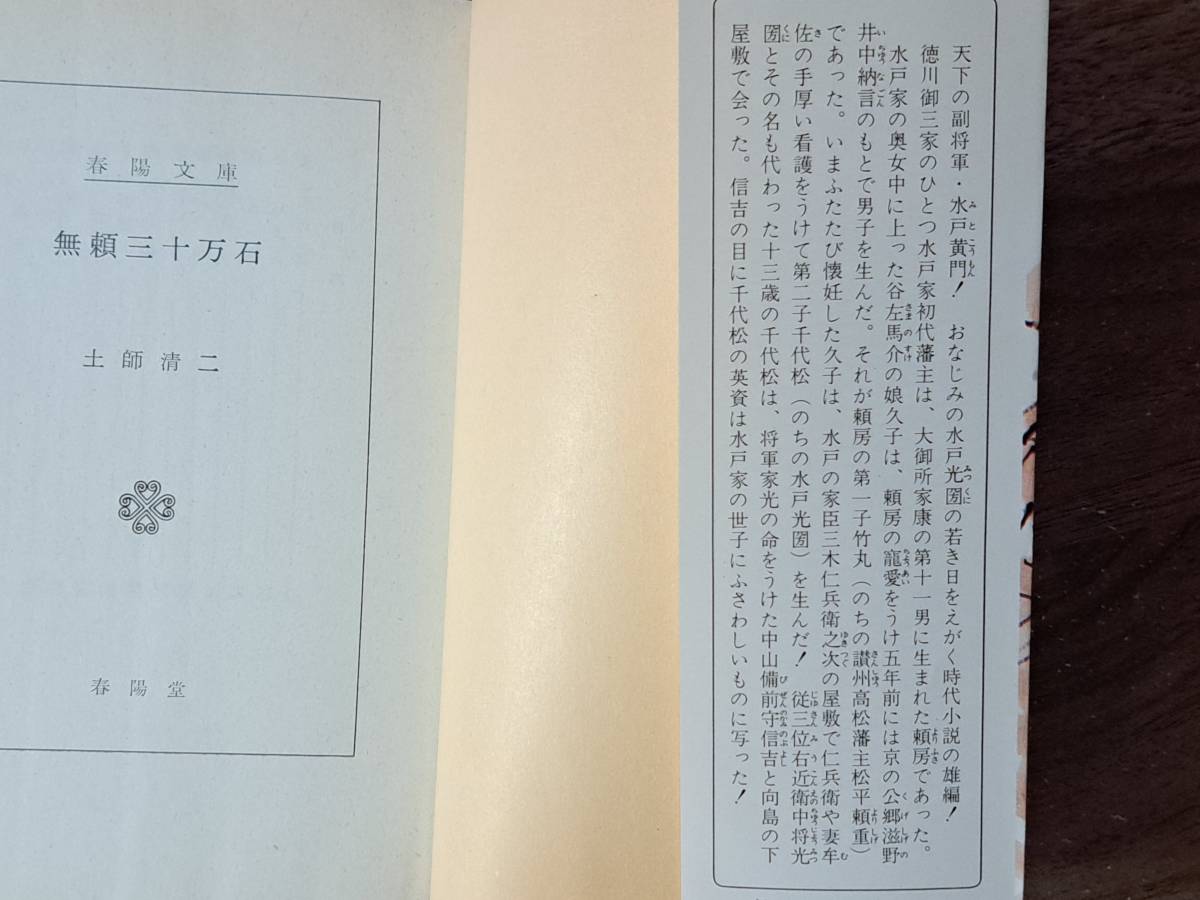 天下の副将軍・水戸黄門！　おなじみの水戸光圀の若き日をえがく時代小説の雄編！
徳川御三家のひとつ水戸家初代藩主は、大御所家康の第十一男に生まれた頼房であった。
水戸家の奥女中に上った谷左馬介の娘久子は、頼房の寵愛をうけ五年前には京の公郷滋野
井中納言のもとで男子を生んだ。それが頼房の第一子竹丸（のちの讃州高松藩主松平頼重）
であった。いまふたたび懐妊した久子は、水戸の家臣三木仁兵衛之次の屋敷で仁兵衛や妻牟
佐の手厚い看護をうけて第二子千代松（のちの水戸光圀）を生んだ！　従三位右近衛中将光
圀とその名も代わった十三歳の千代松は、将軍家光の命をうけた中山備前守信吉と向島の下
屋敷で会った。信吉の目に千代松の英資は水戸家の世子にふさわしいものに写った！
春陽文庫
無頼三十万石
土師清二
春陽堂